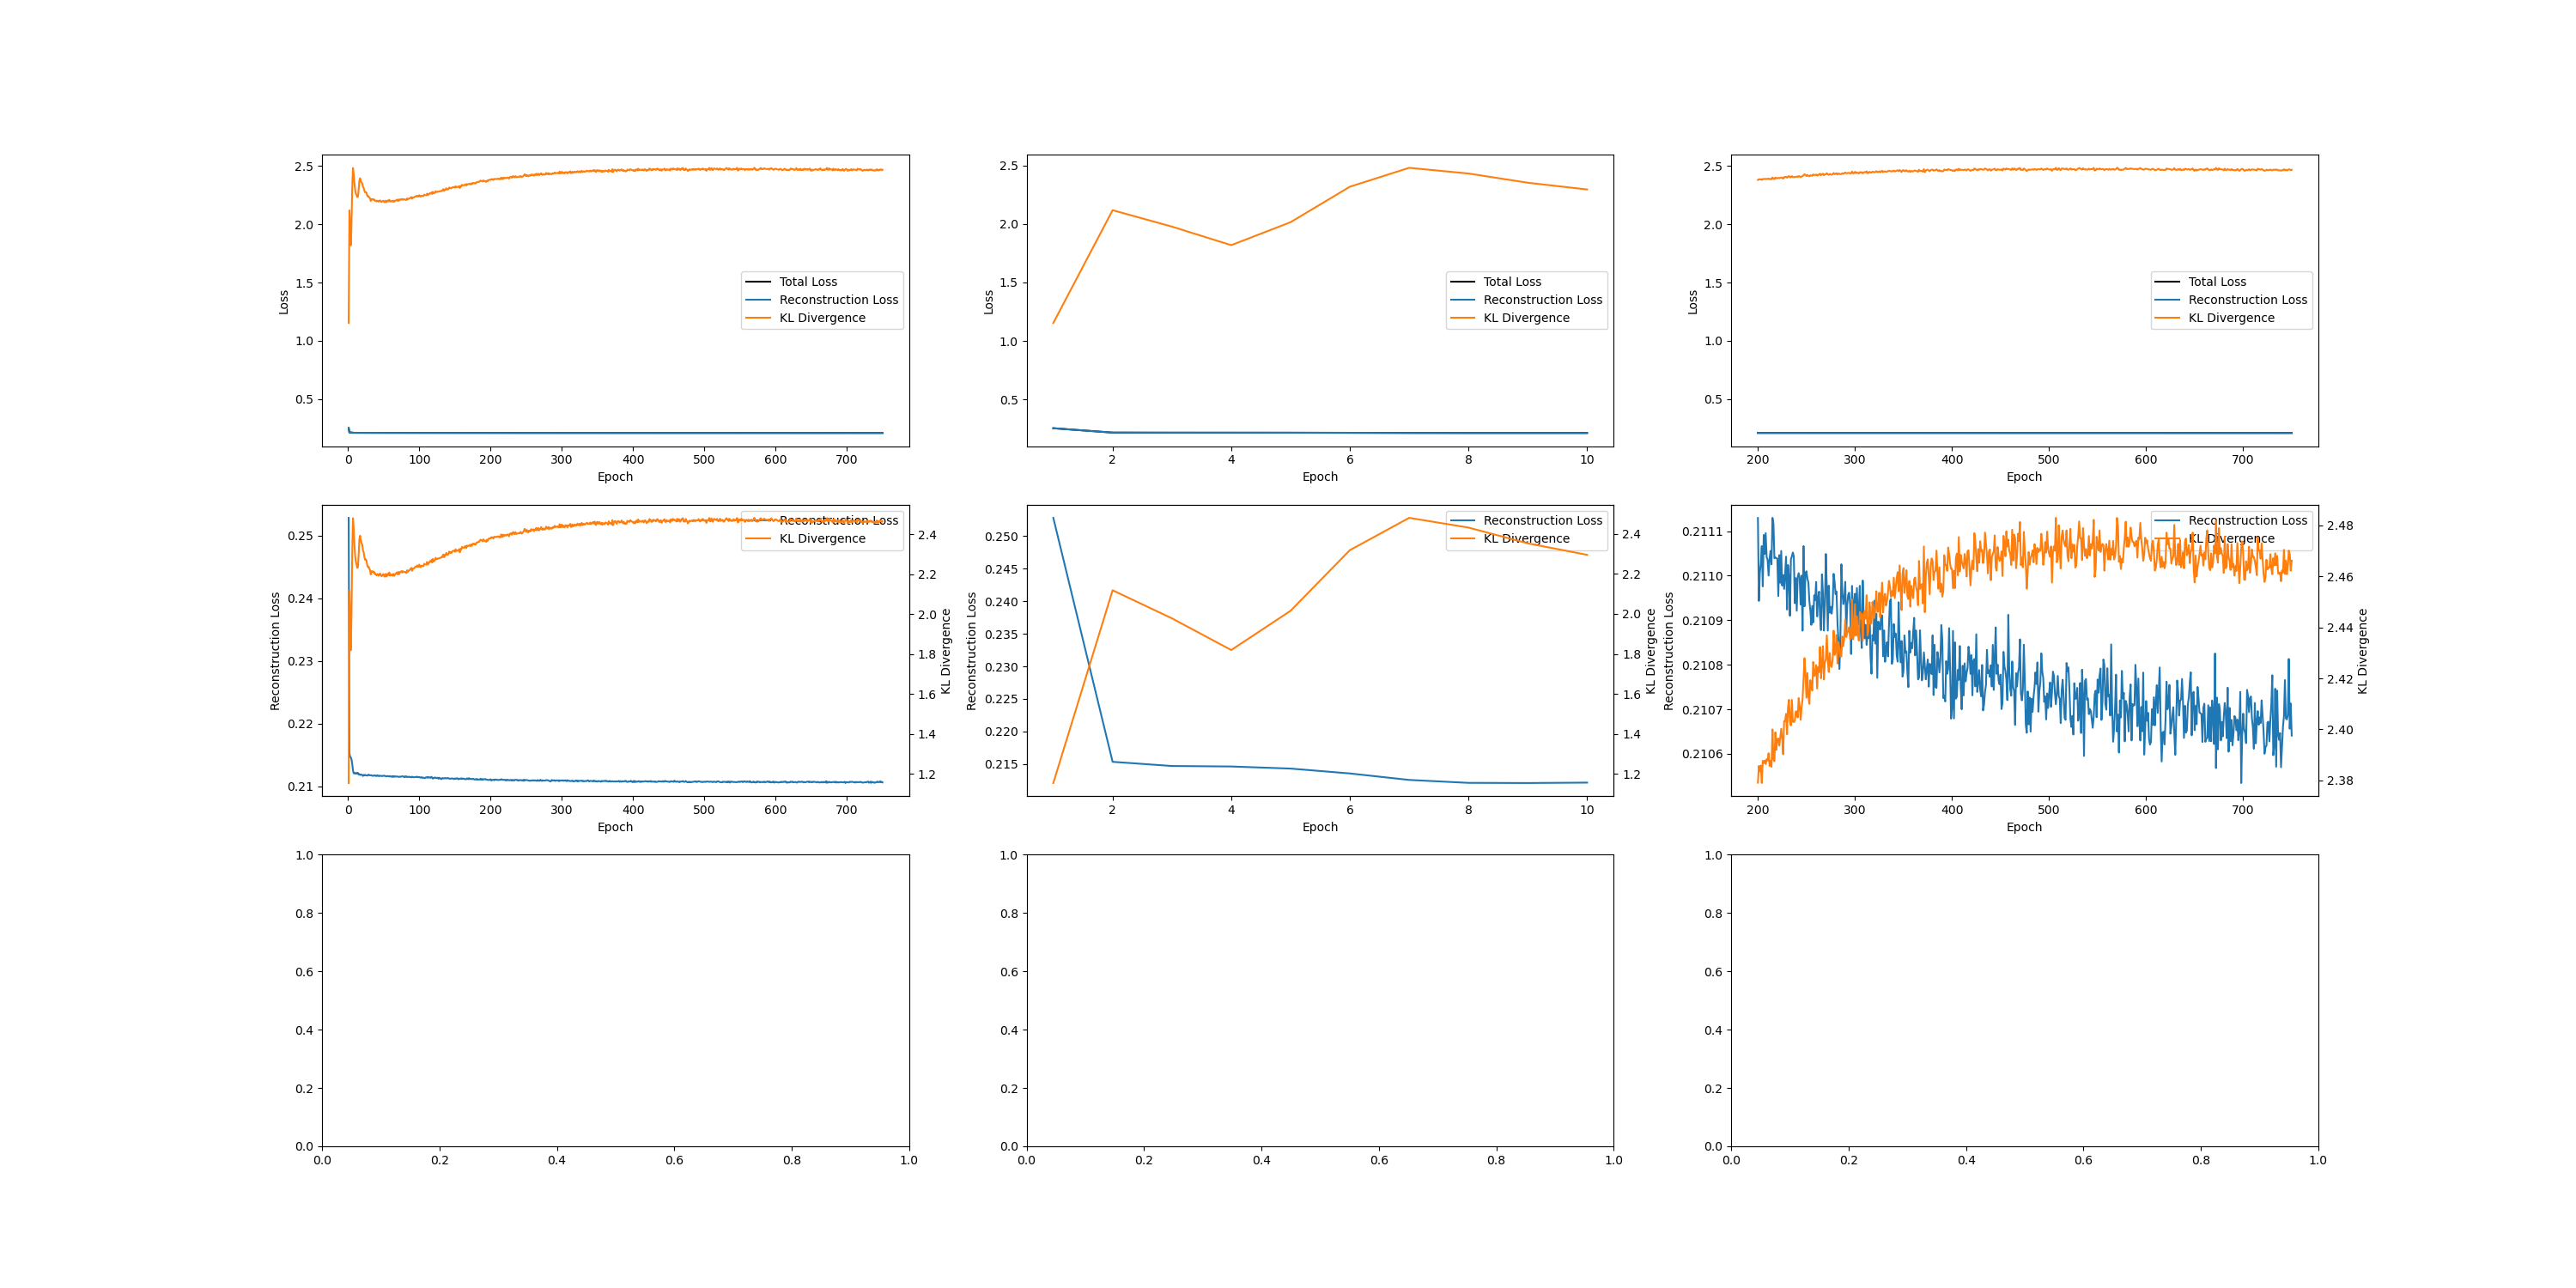 2.5
2.0
1.5
1.0
0.5
Loss
Total Loss
Reconstruction Loss
KL Divergence
0 100 200 300 400 500 600 700
Epoch
2.5
2.0
1.5
1.0
0.5
Loss
Total Loss
Reconstruction Loss
KL Divergence
2 4 6 8 10
Epoch
2.5
2.0
1.5
1.0
0.5
Loss
Total Loss
Reconstruction Loss
KL Divergence
200 300 400 500 600 700
Epoch
0.25
0.24
0.23
0.22
0.21
Reconstruction Loss
Reconstruction Loss
KL Divergence
2.4
2.2
2.0
1.8
1.6
1.4
1.2
KL Divergence
0 100 200 300 400 500 600 700
Epoch
0.250
0.245
0.240
0.235
0.230
0.225
0.220
0.215
Reconstruction Loss
Reconstruction Loss
KL Divergence
2.4
2.2
2.0
1.8
1.6
1.4
1.2
KL Divergence
2 4 6 8 10
Epoch
0.2111
0.2110
0.2109
0.2108
0.2107
0.2106
Reconstruction Loss
Reconstruction Loss
KL Divergence
2.48
2.46
2.44
2.42
2.40
2.38
KL Divergence
200 300 400 500 600 700
Epoch
1.0
0.8
0.6
0.4
0.2
0.0
0.0 0.2 0.4 0.6 0.8 1.0
1.0
0.8
0.6
0.4
0.2
0.0
0.0 0.2 0.4 0.6 0.8 1.0
1.0
0.8
0.6
0.4
0.2
0.0
0.0 0.2 0.4 0.6 0.8 1.0